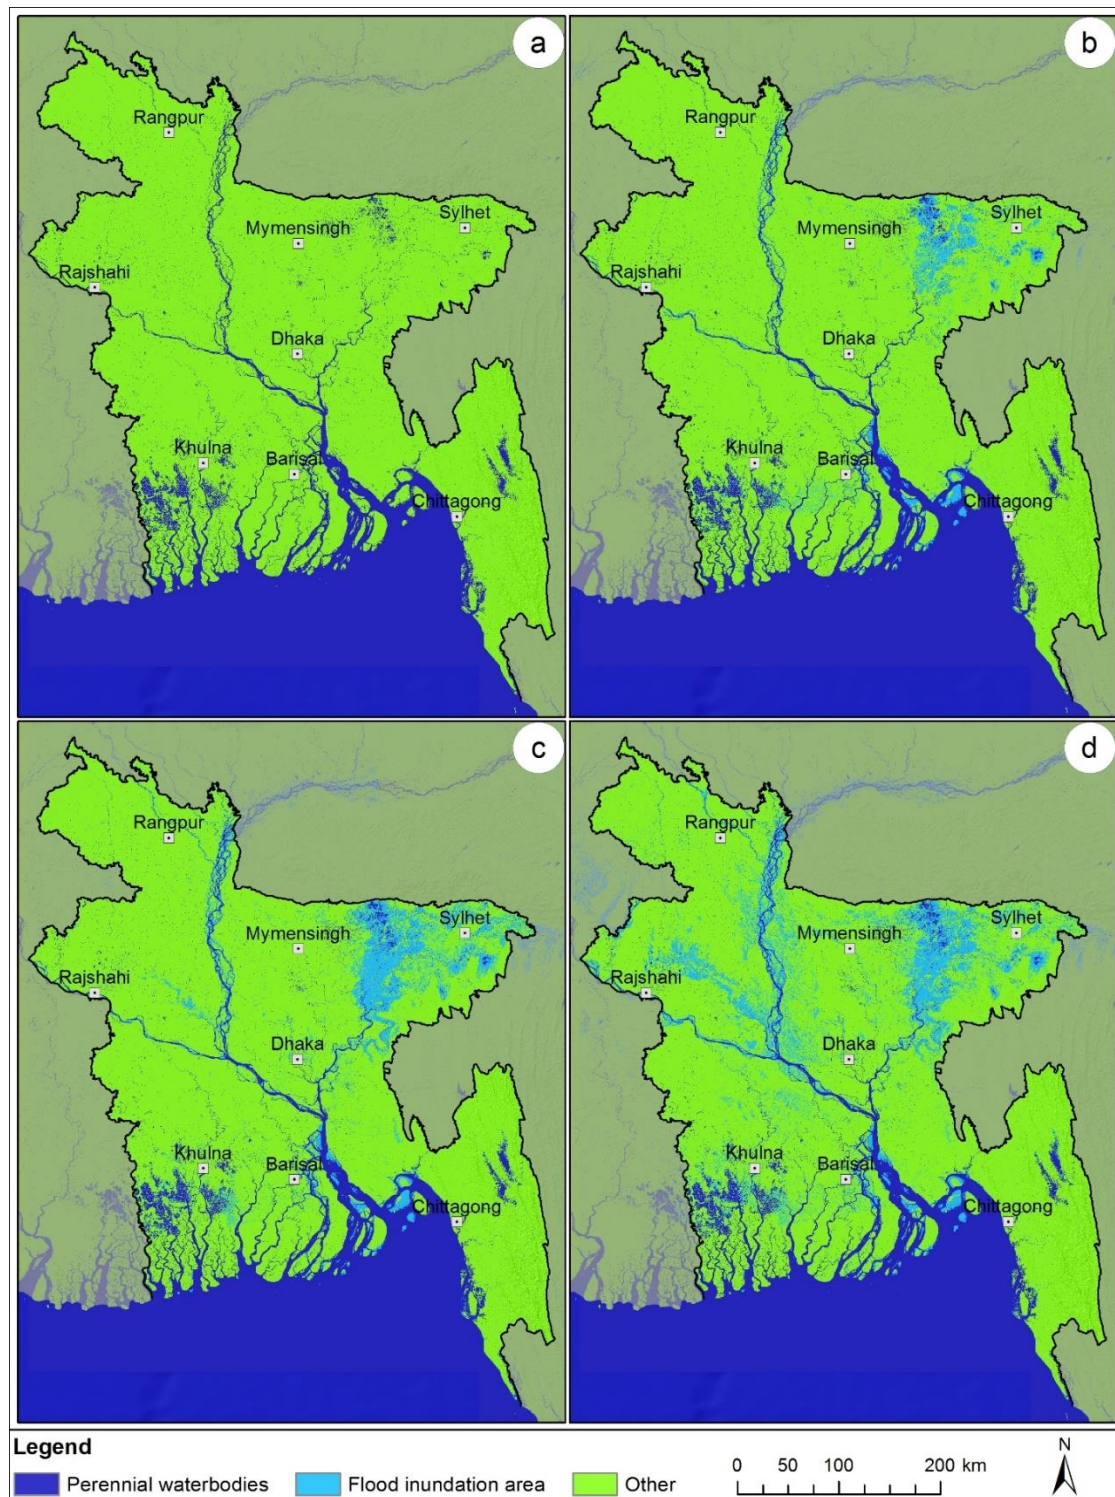 a
Rangpur
Sylhet
Mymensingh
Rajshahi
Dhaka
Khulna
Barisal
Chittagong
b
Rangpur
Sylhet
Mymensingh
Rajshahi
Dhaka
Khulna
Barisal
Chittagong
c
Rangpur
Sylhet
Mymensingh
Rajshahi
Dhaka
Khulna
Barisal
Chittagong
d
Rangpur
Sylhet
Mymensingh
Rajshahi
Dhaka
Khulna
Barisal
Chittagong
Legend
Perennial waterbodies
Flood inundation area
Other
0 50 100 200 km
N